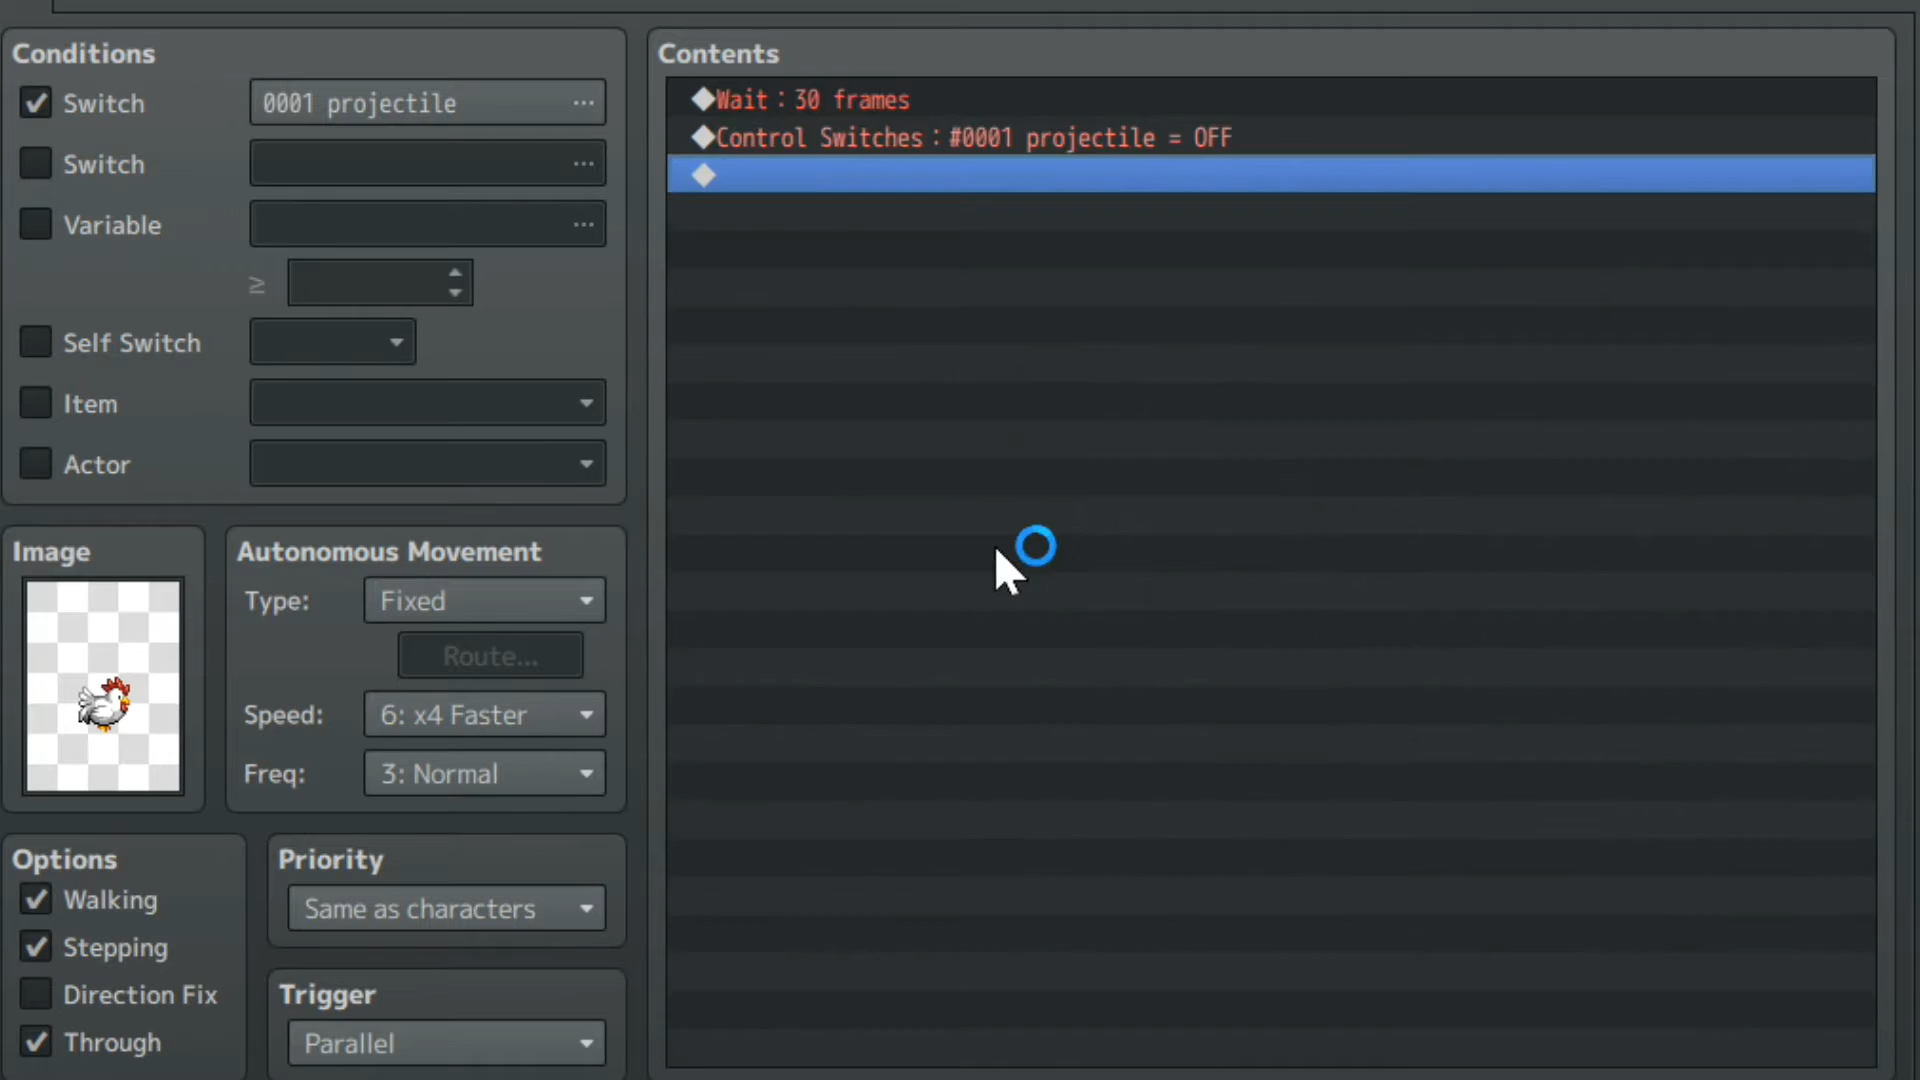 Conditions
Switch 0001 projectile ...
Switch ...
Variable ...
≥
Self Switch
Item
Actor
Image
Autonomous Movement
Type: Fixed
Route...
Speed: 6: x4 Faster
Freq: 3: Normal
Options
Walking
Stepping
Direction Fix
Through
Priority
Same as characters
Trigger
Parallel
Contents
◆Wait：30 frames
◆Control Switches：#0001 projectile = OFF
◆